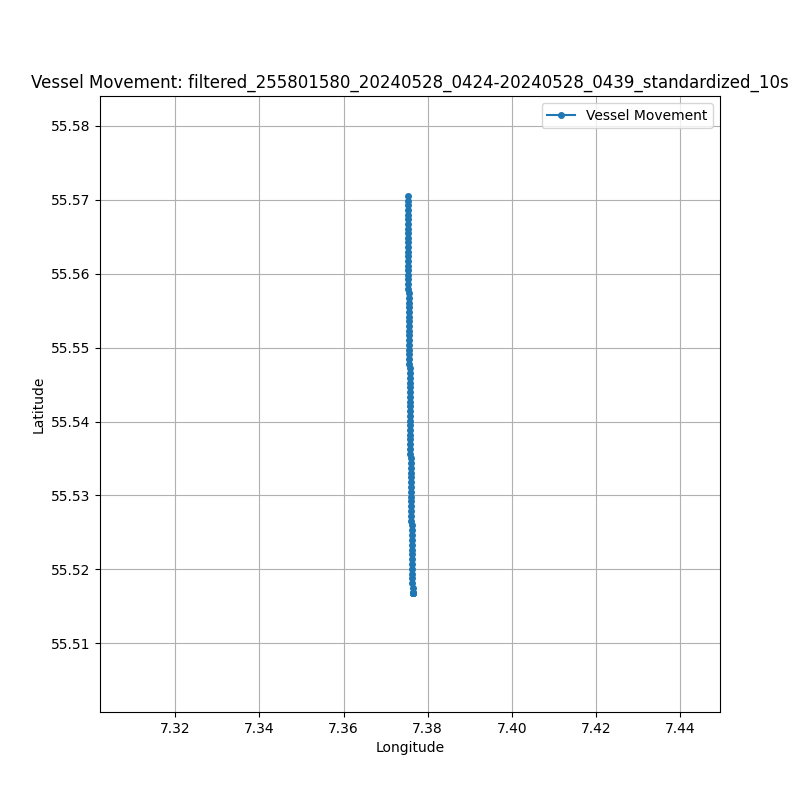 Vessel Movement: filtered_255801580_20240528_0424-20240528_0439_standardized_10s
Vessel Movement
55.58
55.57
55.56
55.55
55.54
55.53
55.52
55.51
Latitude
7.32 7.34 7.36 7.38 7.40 7.42 7.44
Longitude